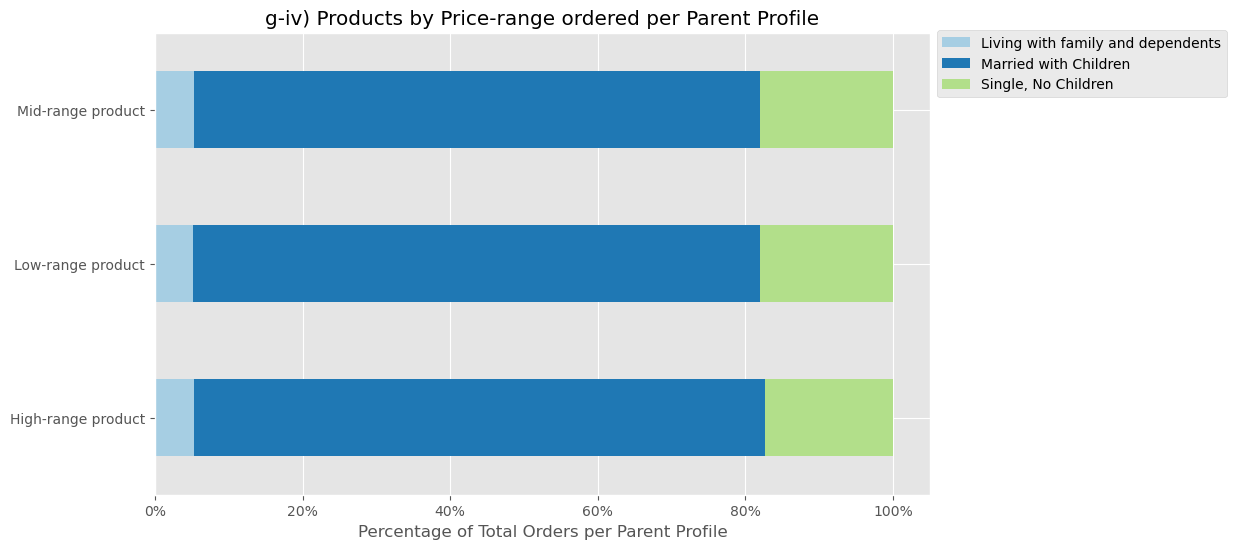 g-iv) Products by Price-range ordered per Parent Profile
Living with family and dependents
Married with Children
Single, No Children
Mid-range product
Low-range product
High-range product
0% 20% 40% 60% 80% 100%
Percentage of Total Orders per Parent Profile